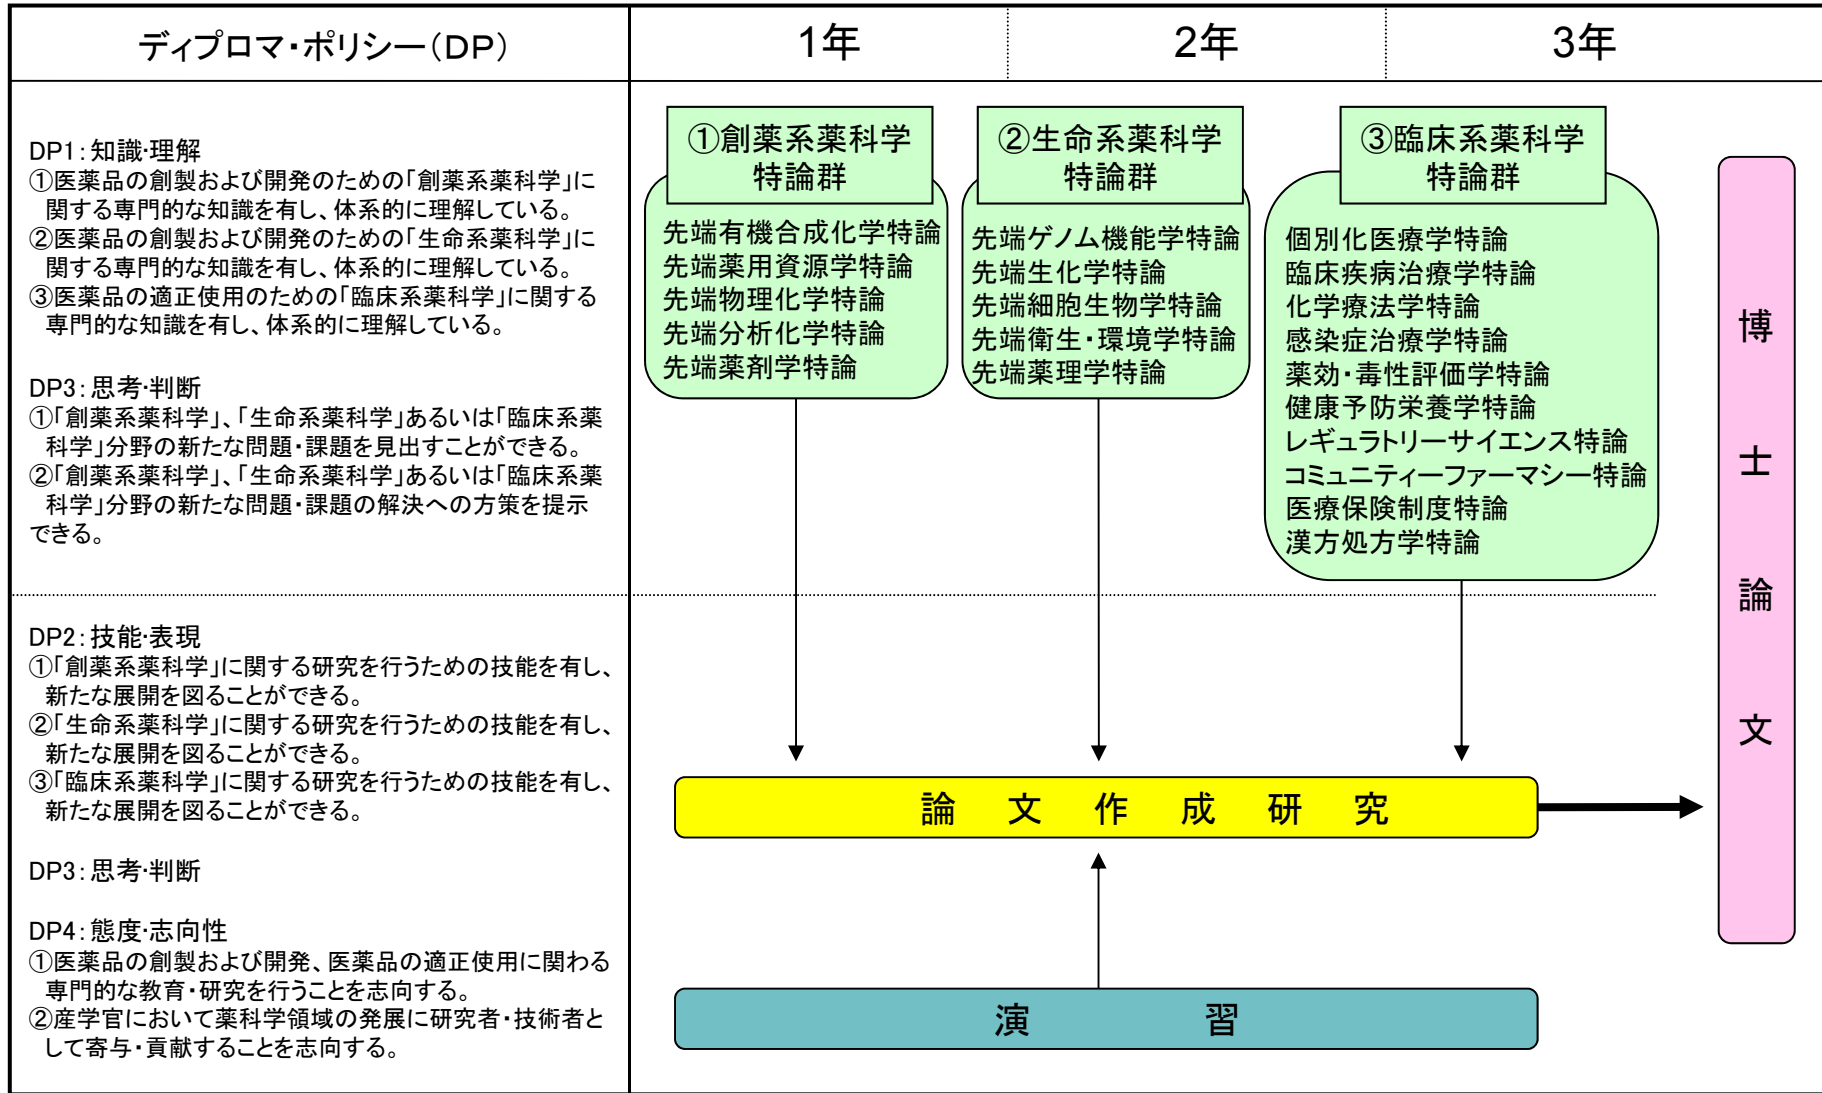 ディプロマ・ポリシー（DP）
1年
2年
3年
DP1：知識・理解
①医薬品の創製および開発のための「創薬系薬科学」に
関する専門的な知識を有し、体系的に理解している。
②医薬品の創製および開発のための「生命系薬科学」に
関する専門的な知識を有し、体系的に理解している。
③医薬品の適正使用のための「臨床系薬科学」に関する
専門的な知識を有し、体系的に理解している。
DP3：思考・判断
①「創薬系薬科学」、「生命系薬科学」あるいは「臨床系薬
科学」分野の新たな問題・課題を見出すことができる。
②「創薬系薬科学」、「生命系薬科学」あるいは「臨床系薬
科学」分野の新たな問題・課題の解決への方策を提示
できる。
DP2：技能・表現
①「創薬系薬科学」に関する研究を行うための技能を有し、
新たな展開を図ることができる。
②「生命系薬科学」に関する研究を行うための技能を有し、
新たな展開を図ることができる。
③「臨床系薬科学」に関する研究を行うための技能を有し、
新たな展開を図ることができる。
DP3：思考・判断
DP4：態度・志向性
①医薬品の創製および開発、医薬品の適正使用に関わる
専門的な教育・研究を行うことを志向する。
②産学官において薬科学領域の発展に研究者・技術者と
して寄与・貢献することを志向する。
①創薬系薬科学
特論群
先端有機合成化学特論
先端薬用資源学特論
先端物理化学特論
先端分析化学特論
先端薬剤学特論
②生命系薬科学
特論群
先端ゲノム機能学特論
先端生化学特論
先端細胞生物学特論
先端衛生・環境学特論
先端薬理学特論
③臨床系薬科学
特論群
個別化医療学特論
臨床疾病治療学特論
化学療法学特論
感染症治療学特論
薬効・毒性評価学特論
健康予防栄養学特論
レギュラトリーサイエンス特論
コミュニティーファーマシー特論
医療保険制度特論
漢方処方学特論
論文作成研究
演習
博士論文